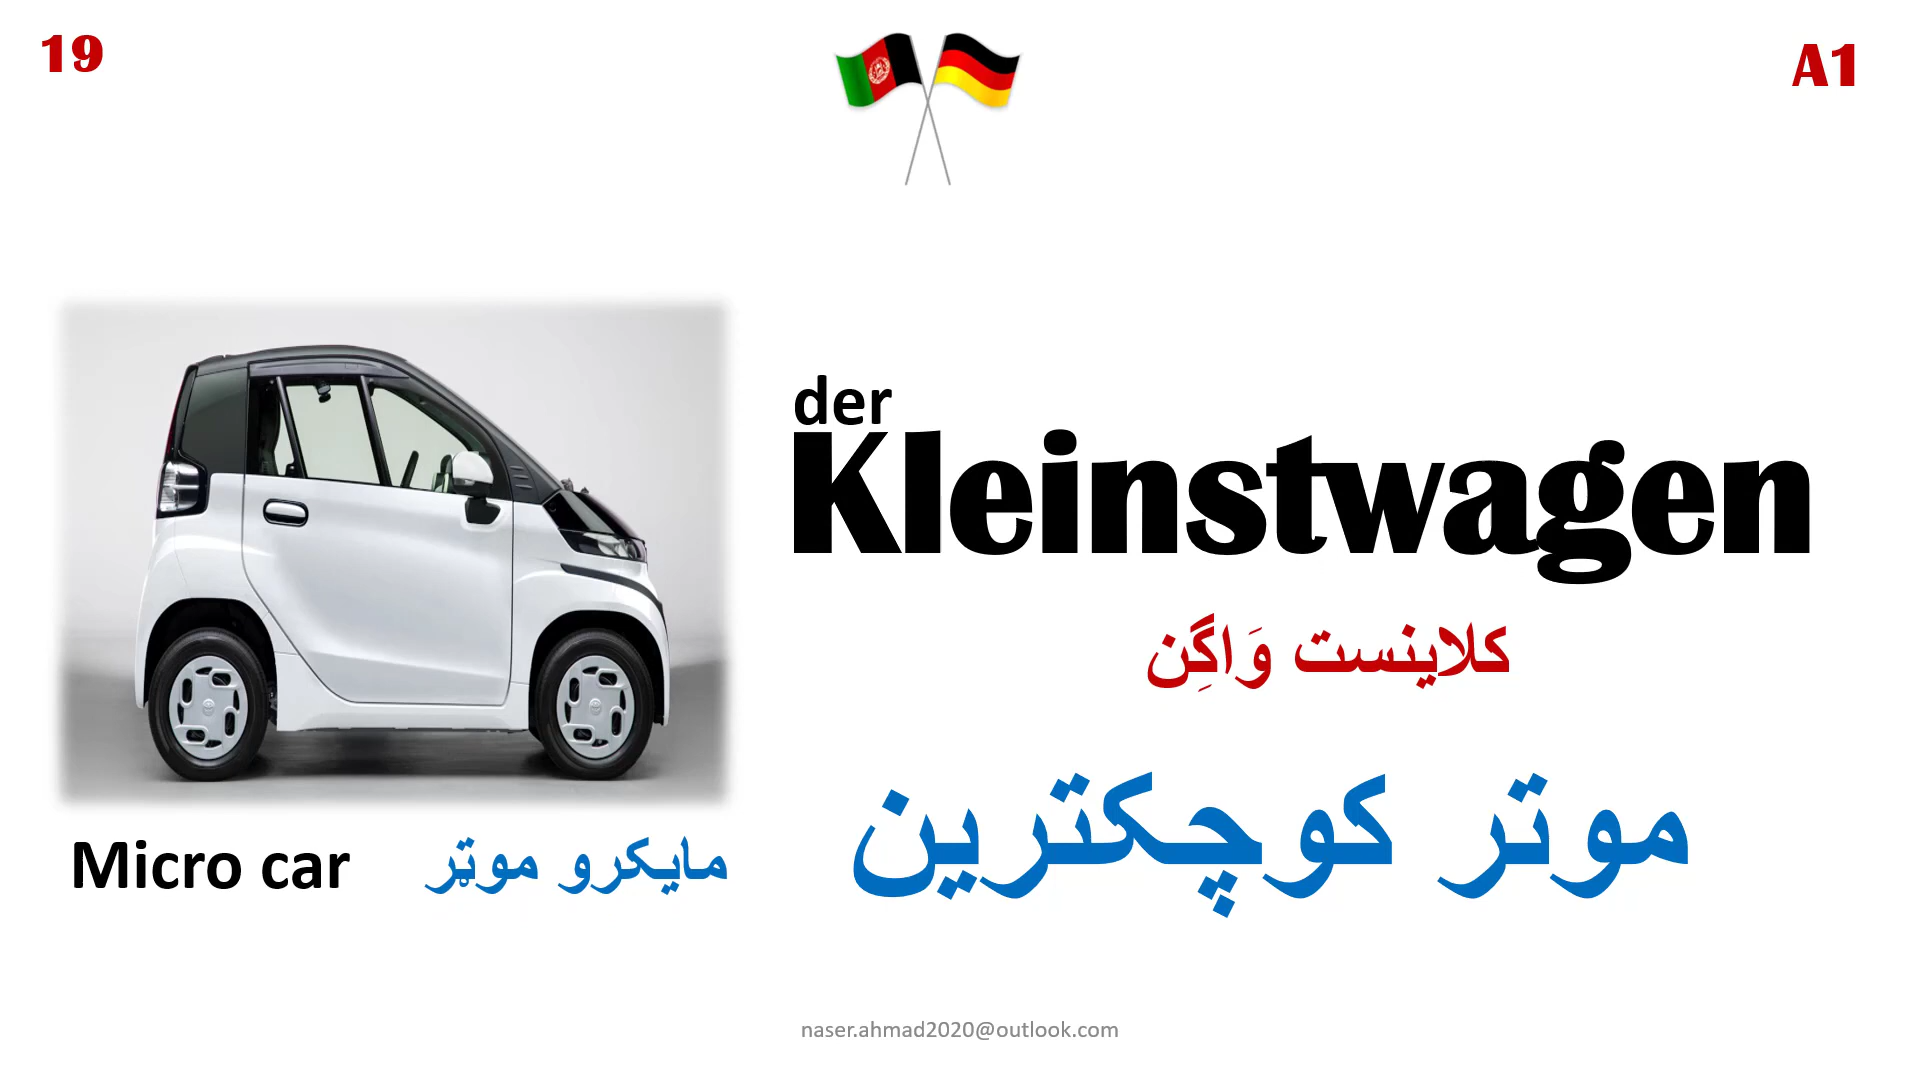 19
A1
der
Kleinstwagen
کلاینست وَاگِن
موتر کوچکترین
Micro car
مایکرو موټر
naser.ahmad2020@outlook.com